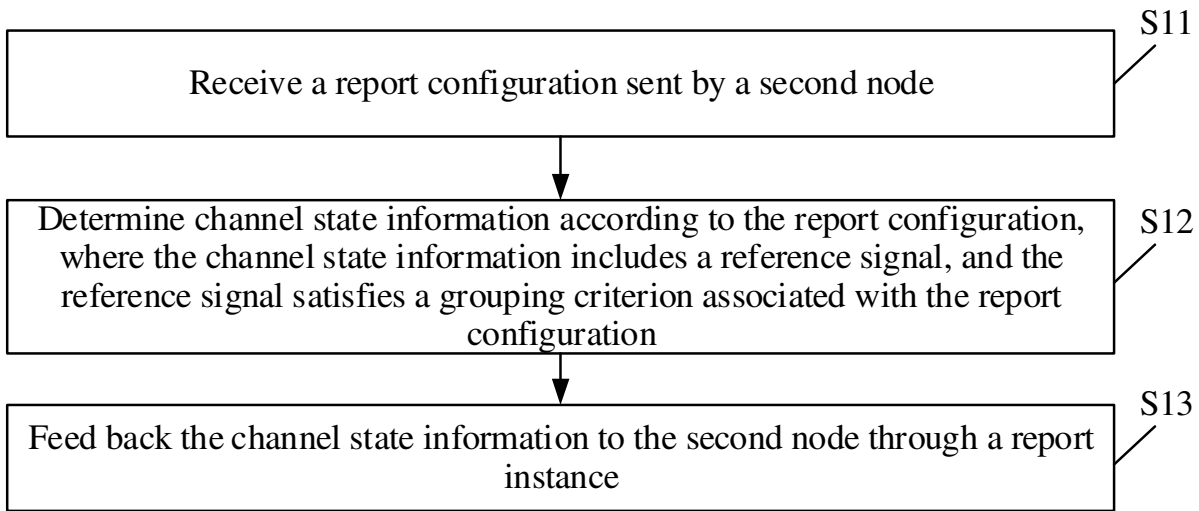 S11
Receive a report configuration sent by a second node
S12
Determine channel state information according to the report configuration,
where the channel state information includes a reference signal, and the
reference signal satisfies a grouping criterion associated with the report
configuration
S13
Feed back the channel state information to the second node through a report
instance